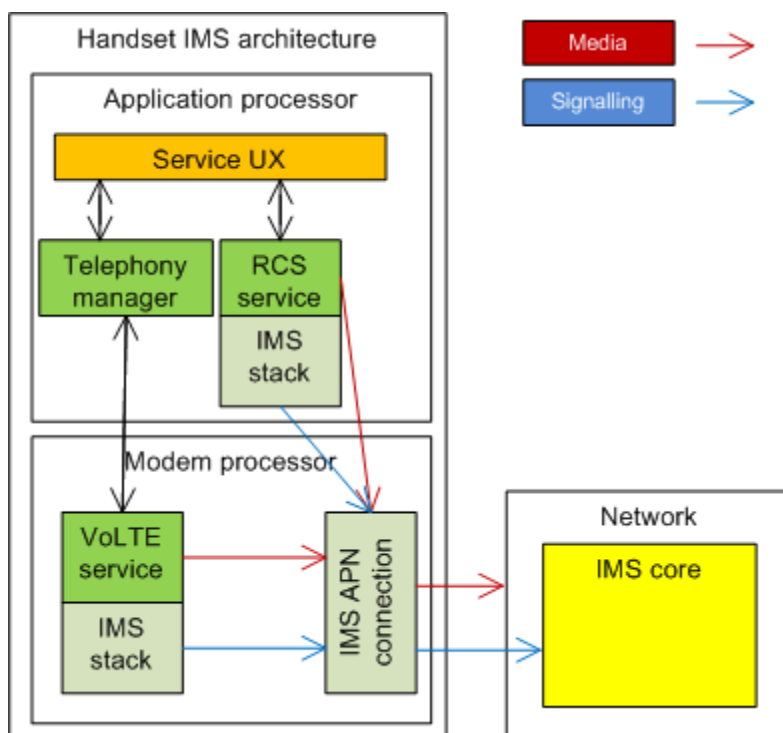 Handset IMS architecture
Media
Application processor
Signalling
Service UX
Telephony
manager
RCS
service
IMS
stack
Modem processor
VoLTE
service
IMS
stack
IMS APN
connection
Network
IMS core